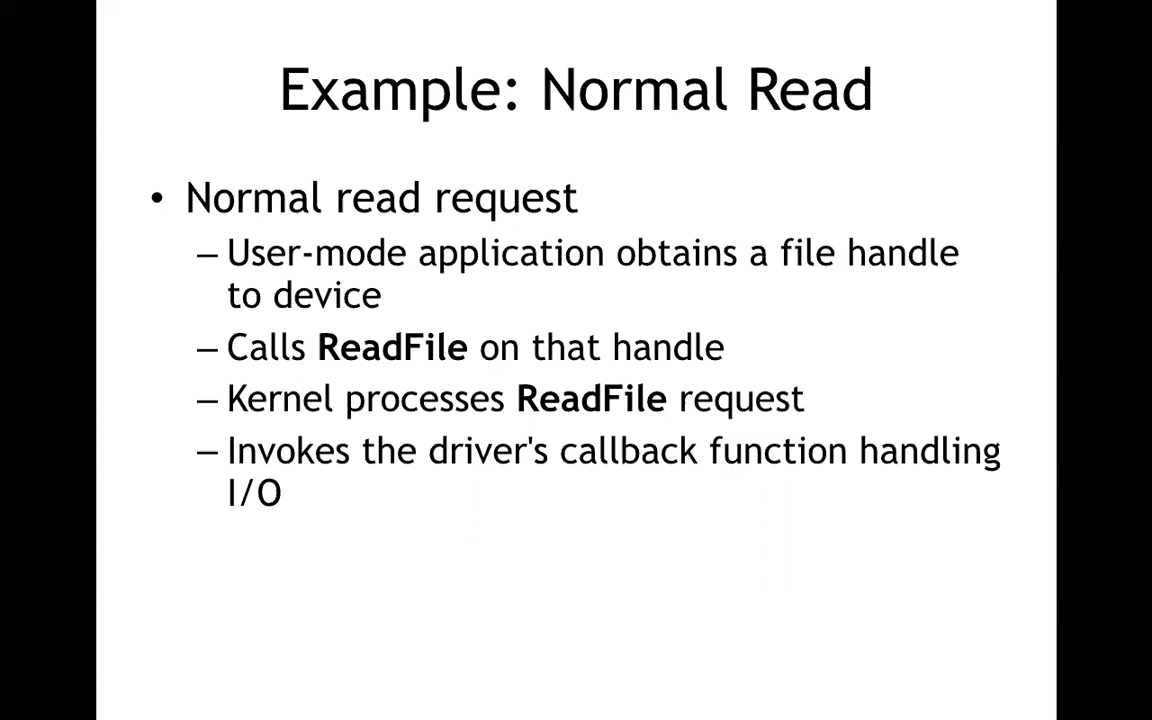 Example: Normal Read
• Normal read request
– User-mode application obtains a file handle
to device
– Calls ReadFile on that handle
– Kernel processes ReadFile request
– Invokes the driver's callback function handling
I/O